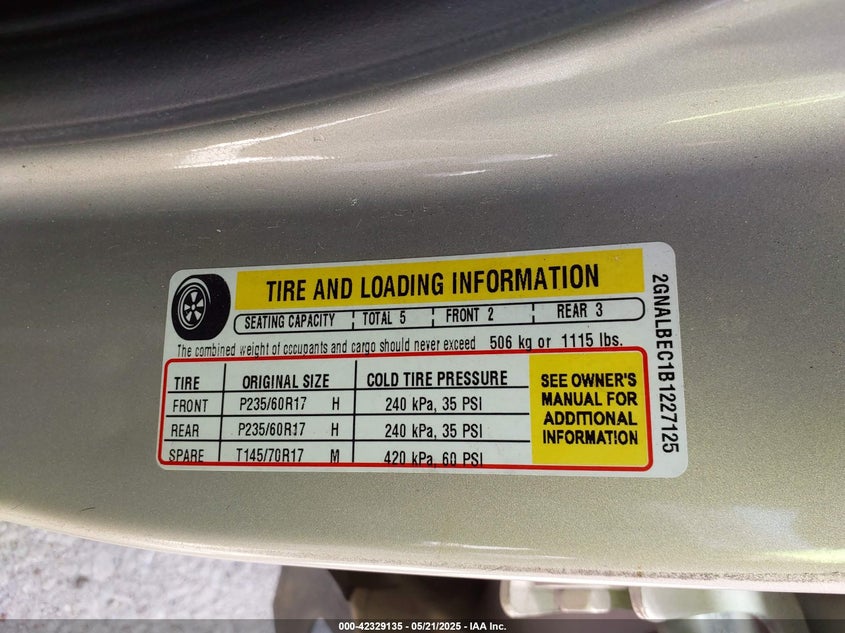 TIRE AND LOADING INFORMATION
SEATING CAPACITY TOTAL 5 FRONT 2 REAR 3
The combined weight of occupants and cargo should never exceed 506 kg or 1115 lbs.
TIRE ORIGINAL SIZE COLD TIRE PRESSURE
FRONT P235/60R17 H 240 kPa, 35 PSI
REAR P235/60R17 H 240 kPa, 35 PSI
SPARE T145/70R17 M 420 kPa, 60 PSI
SEE OWNER'S
MANUAL FOR
ADDITIONAL
INFORMATION
2GNALBEC1B1227125
000-42329135 - 05/21/2025 - IAA Inc.